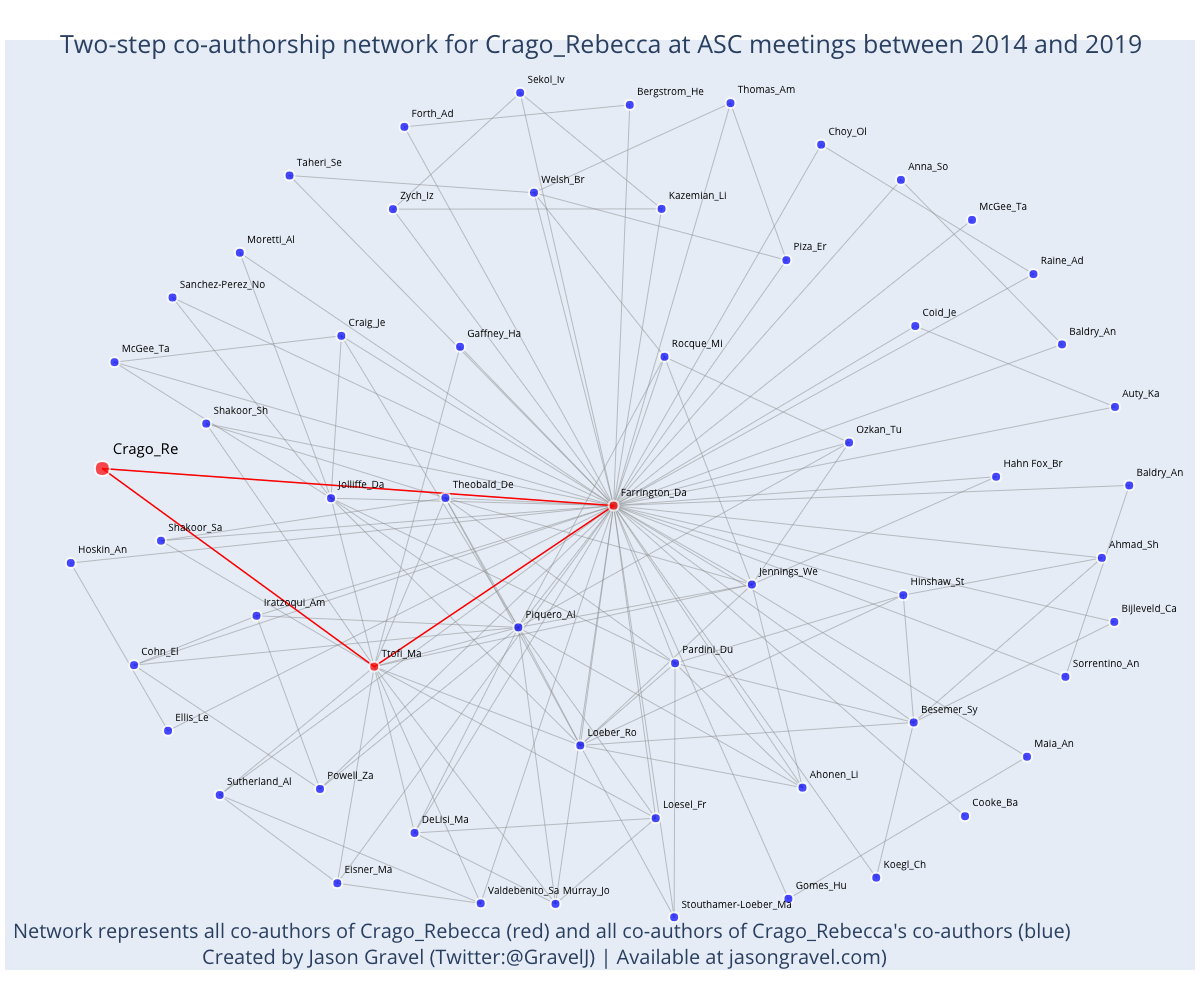 Two-step co-authorship network for Crago_Rebecca at ASC meetings between 2014 and 2019
Sekol_Iv
Bergstrom_He
Thomas_Am
Forth_Ad
Choy_Ol
Taheri_Se
Welsh_Br
Anna_So
Zych_Iz
Kazemian_Li
McGee_Ta
Moretti_Al
Piza_Er
Raine_Ad
Sanchez-Perez_No
Craig_Je
Gaffney_Ha
Coid_Je
Rocque_Mi
Baldry_An
McGee_Ta
Auty_Ka
Shakoor_Sh
Ozkan_Tu
Crago_Re
Hahn Fox_Br
Baldry_An
Jolliffe_Da
Theobald_De
Farrington_Da
Shakoor_Sa
Hoskin_An
Ahmad_Sh
Jennings_We
Hinshaw_St
Iratzoqui_Am
Piquero_Al
Bijleveld_Ca
Cohn_El
Ttofi_Ma
Pardini_Du
Sorrentino_An
Ellis_Le
Loeber_Ro
Besemer_Sy
Maia_An
Sutherland_Al
Powell_Za
Ahonen_Li
DeLisi_Ma
Loesel_Fr
Cooke_Ba
Eisner_Ma
Valdebenito_Sa
Murray_Jo
Stouthamer-Loeber_Ma
Gomes_Hu
Koegl_Ch
Network represents all co-authors of Crago_Rebecca (red) and all co-authors of Crago_Rebecca's co-authors (blue)
Created by Jason Gravel (Twitter:@GravelJ) | Available at jasongravel.com)